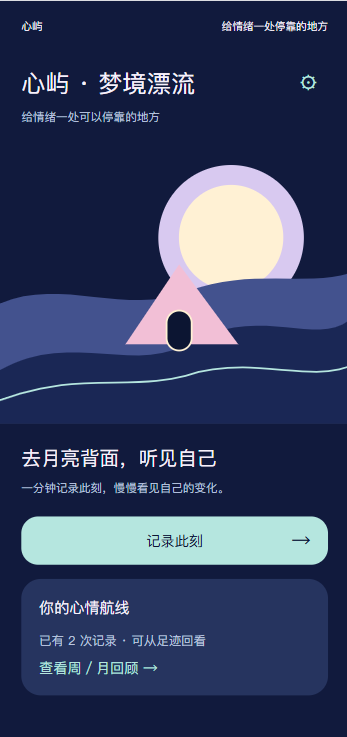 心屿
给情绪一处停靠的地方
心屿 · 梦境漂流
给情绪一处可以停靠的地方
去月亮背面，听见自己
一分钟记录此刻，慢慢看见自己的变化。
记录此刻 →
你的心情航线
已有 2 次记录 · 可从足迹回看
查看周 / 月回顾 →